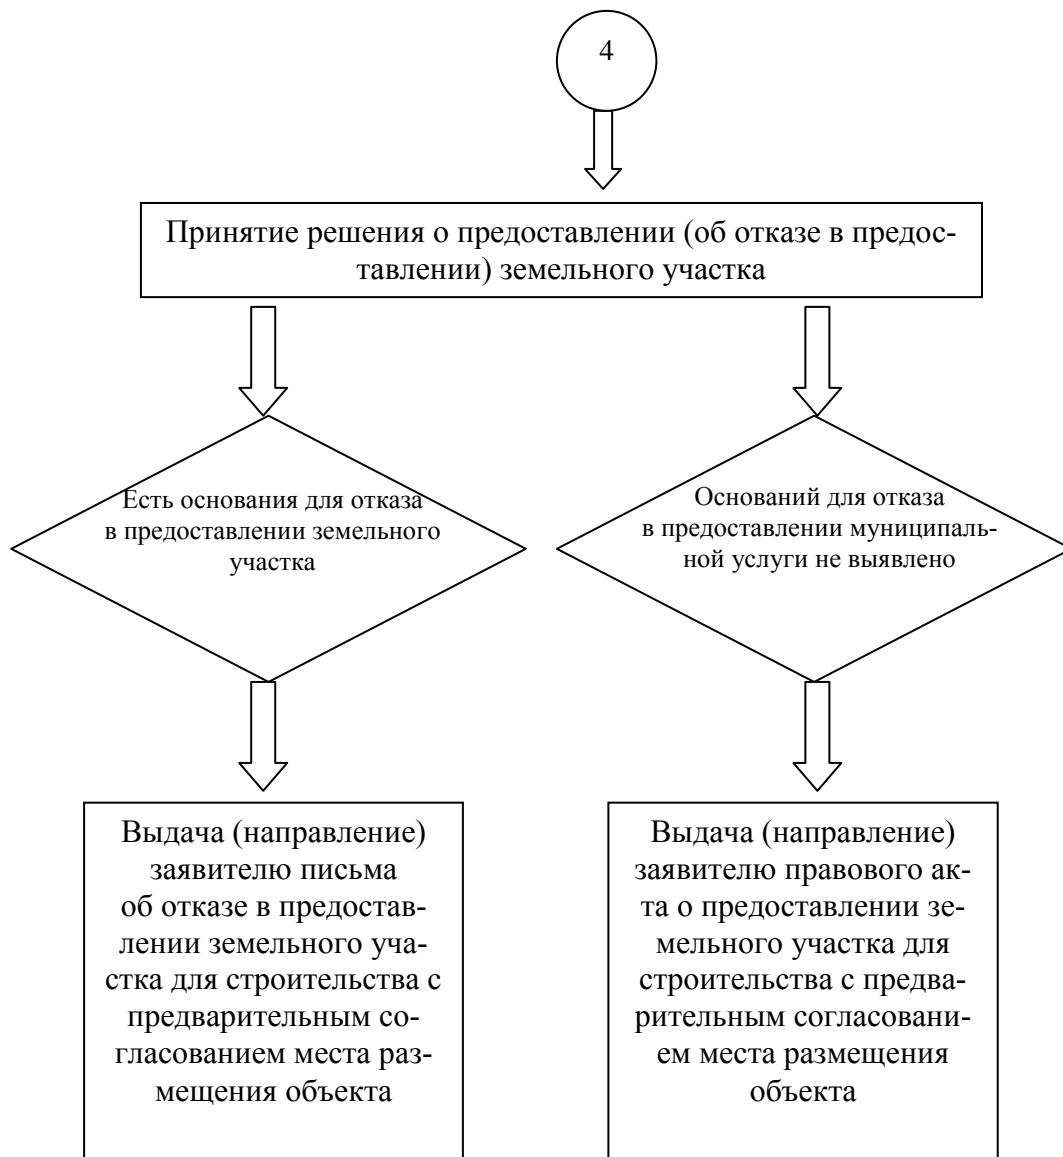 4
Принятие решения о предоставлении (об отказе в предос-
тавлении) земельного участка
Есть основания для отказа
в предоставлении земельного
участка
Оснований для отказа
в предоставлении муниципаль-
ной услуги не выявлено
Выдача (направление)
заявителю письма
об отказе в предостав-
лении земельного уча-
стка для строительства с
предварительным со-
гласованием места раз-
мещения объекта
Выдача (направление)
заявителю правового ак-
та о предоставлении зе-
мельного участка для
строительства с предва-
рительным согласовани-
ем места размещения
объекта